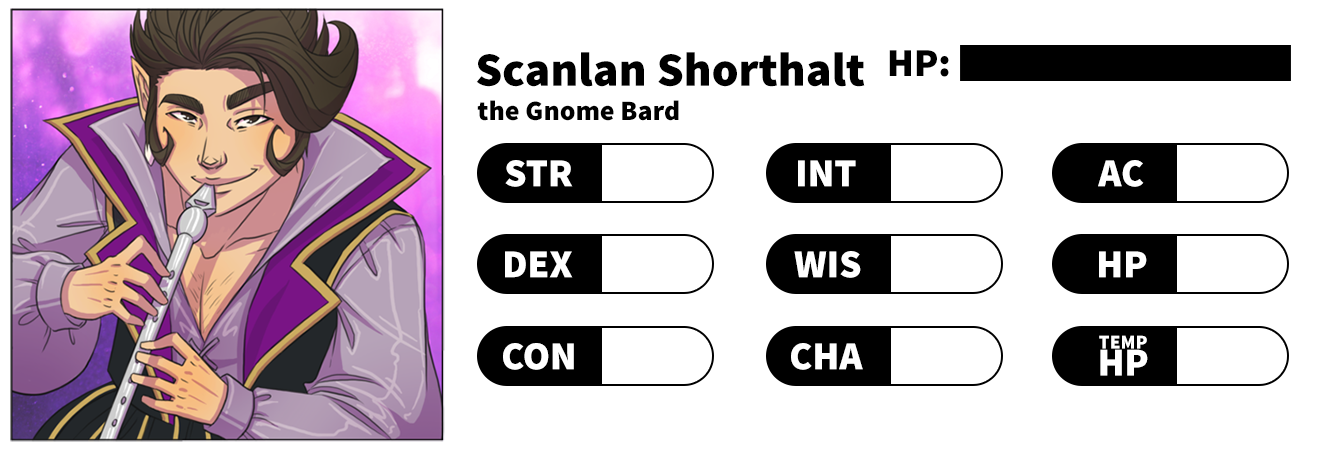 Scanlan Shorthalt HP:
the Gnome Bard
STR INT AC
DEX WIS HP
CON CHA TEMP HP